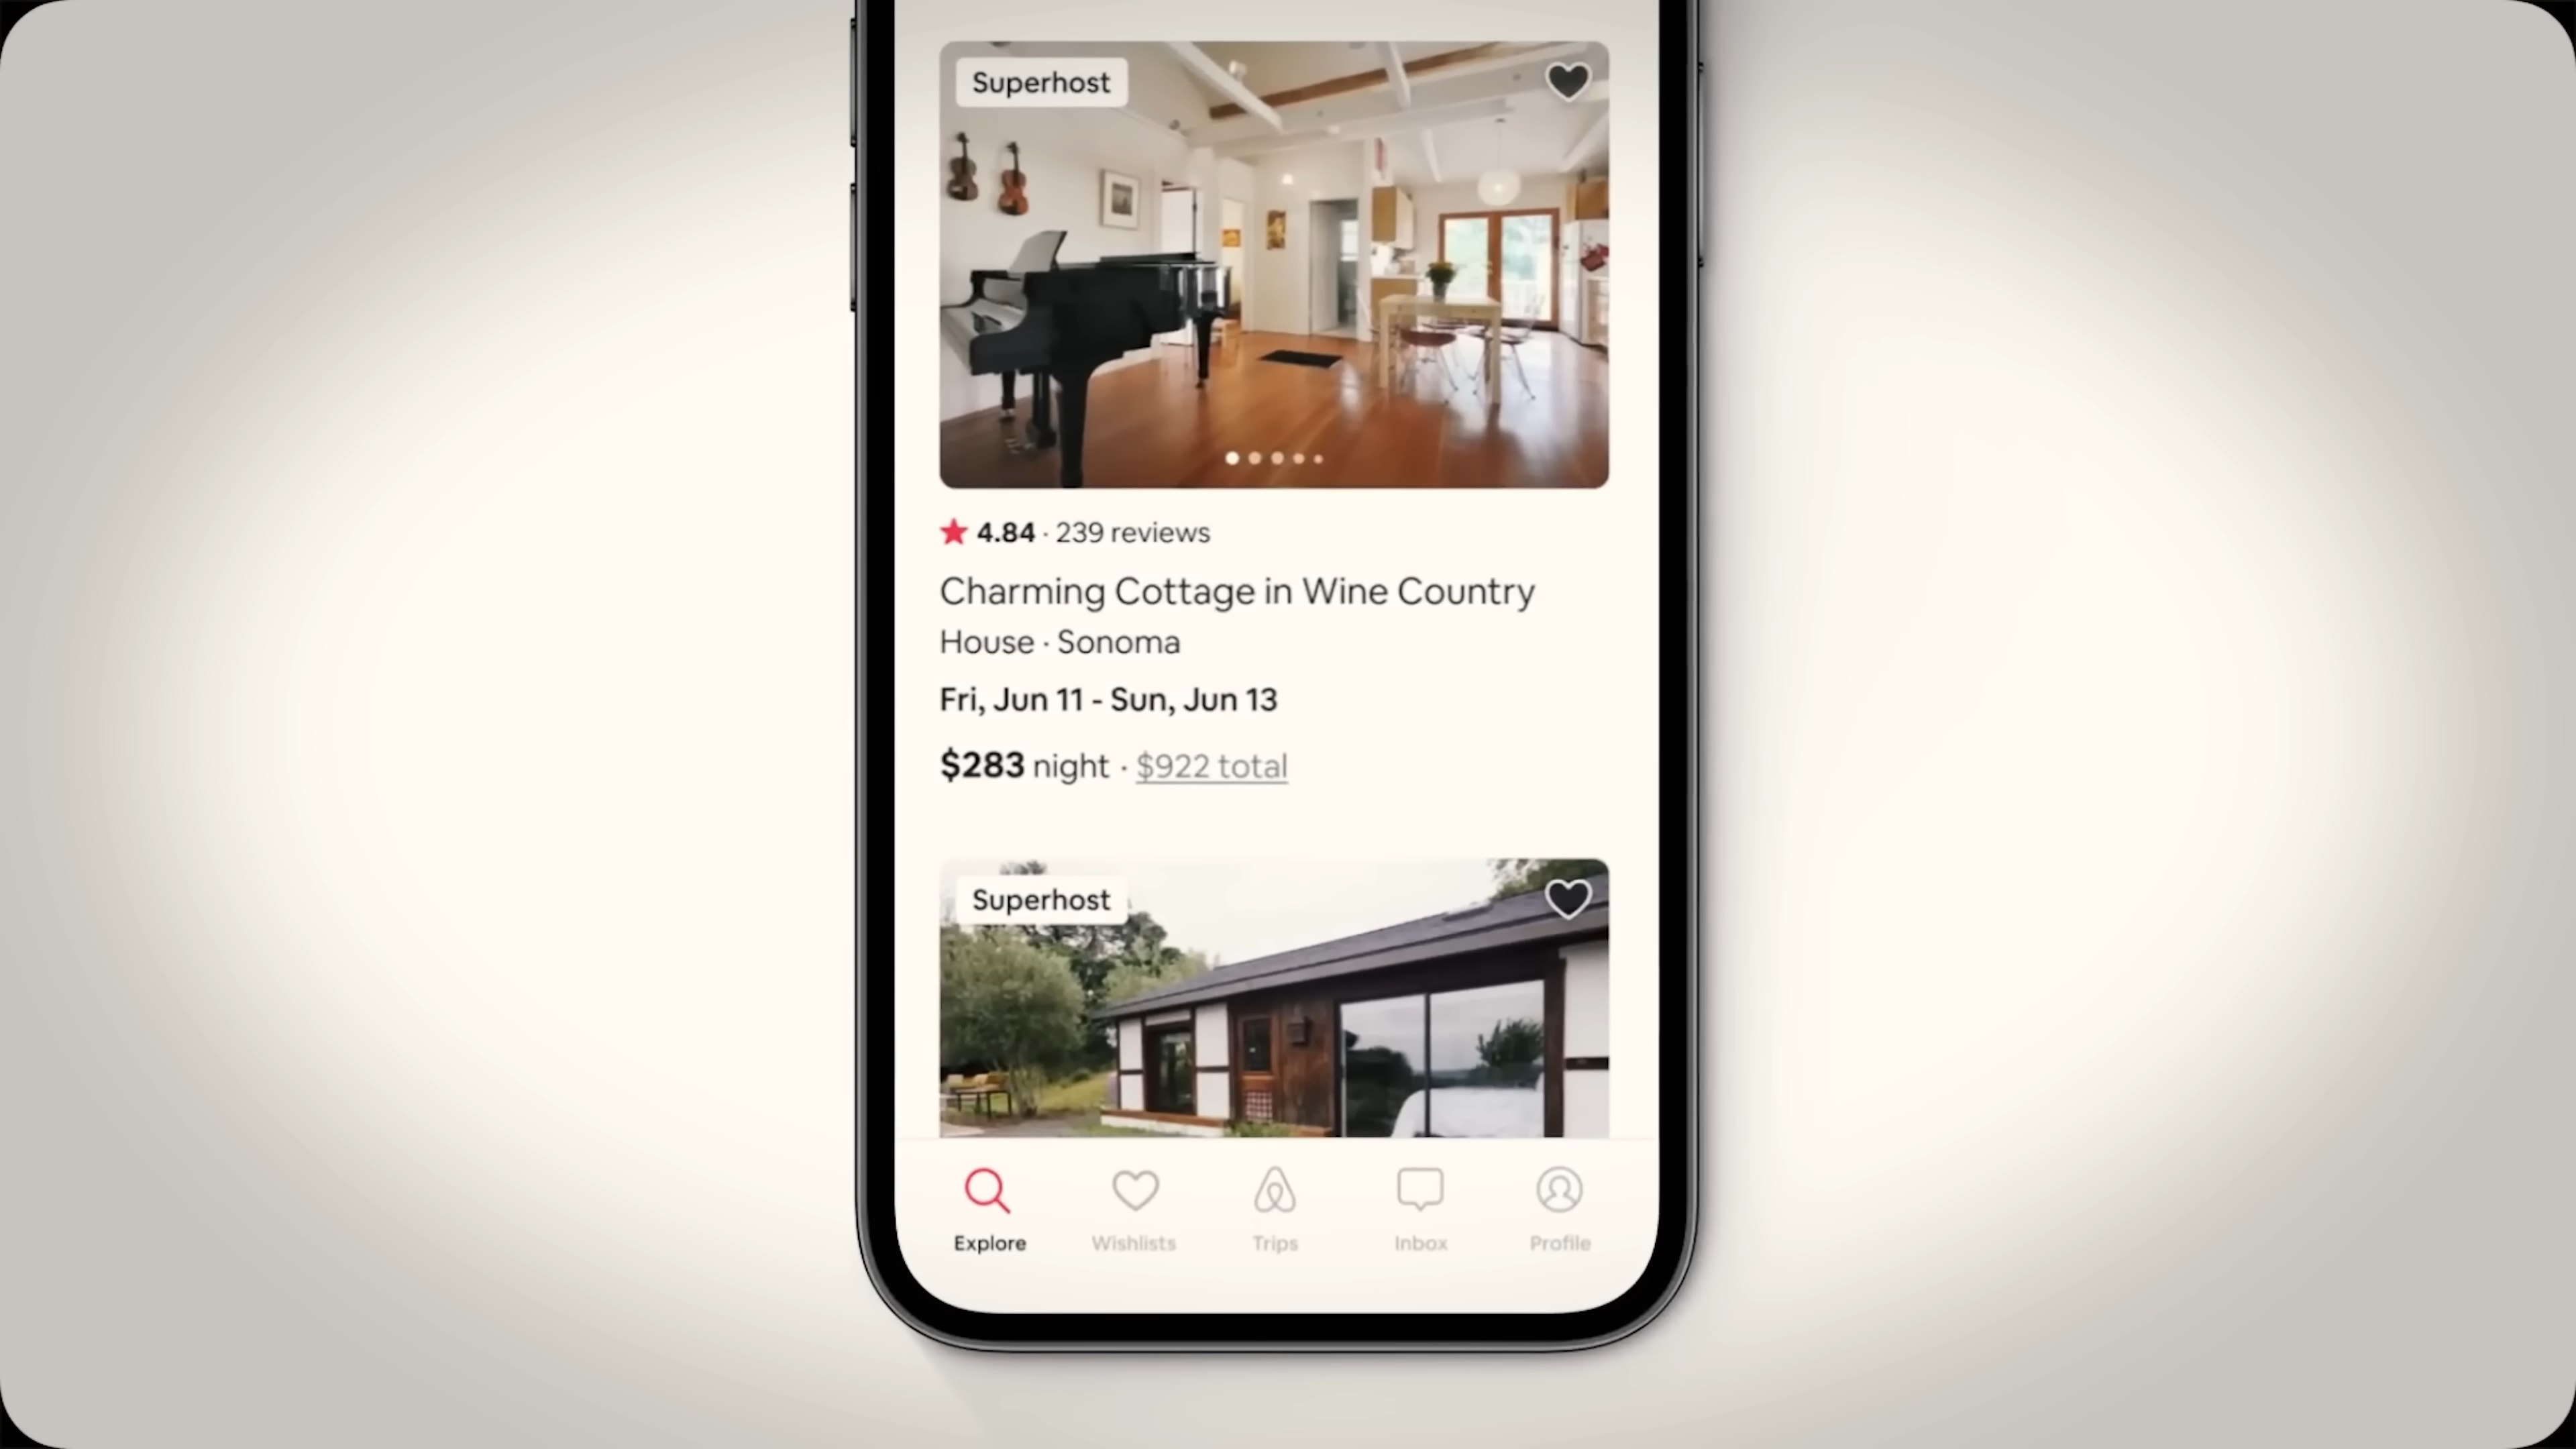 Superhost
4.84 · 239 reviews
Charming Cottage in Wine Country
House · Sonoma
Fri, Jun 11 - Sun, Jun 13
$283 night · $922 total
Superhost
Explore
Wishlists
Trips
Inbox
Profile